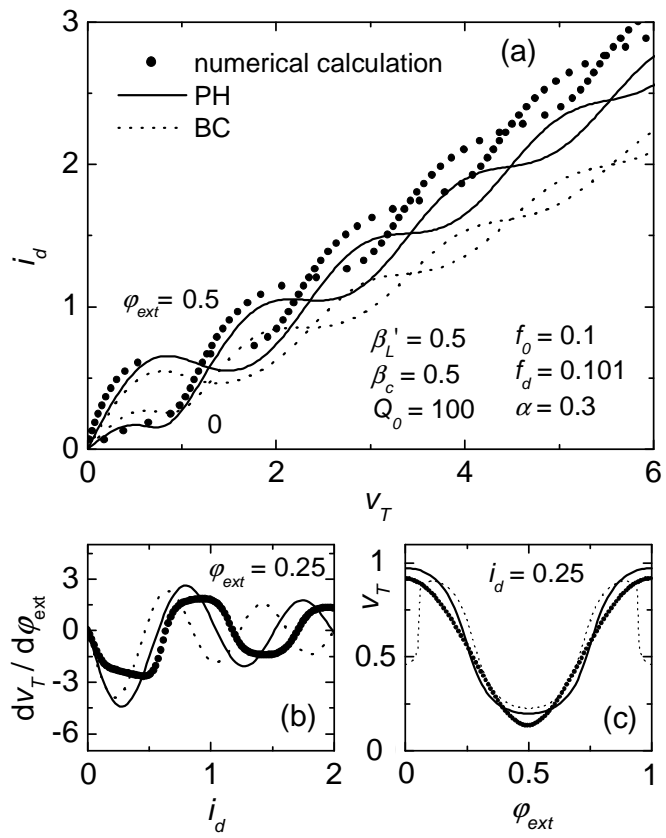 3
(a)
numerical calculation
PH
BC
2
i_d
φ_ext = 0.5
1
β_L' = 0.5 f_0 = 0.1
β_c = 0.5 f_d = 0.101
Q_0 = 100 α = 0.3
0
0
0 1 2 3 4 5 6
v_T
φ_ext = 0.25
3
0
-3
-6
dv_T / dφ_ext
(b)
0 1 2
i_d
1
i_d = 0.25
v_T
0.5
0
(c)
0 0.5 1
φ_ext